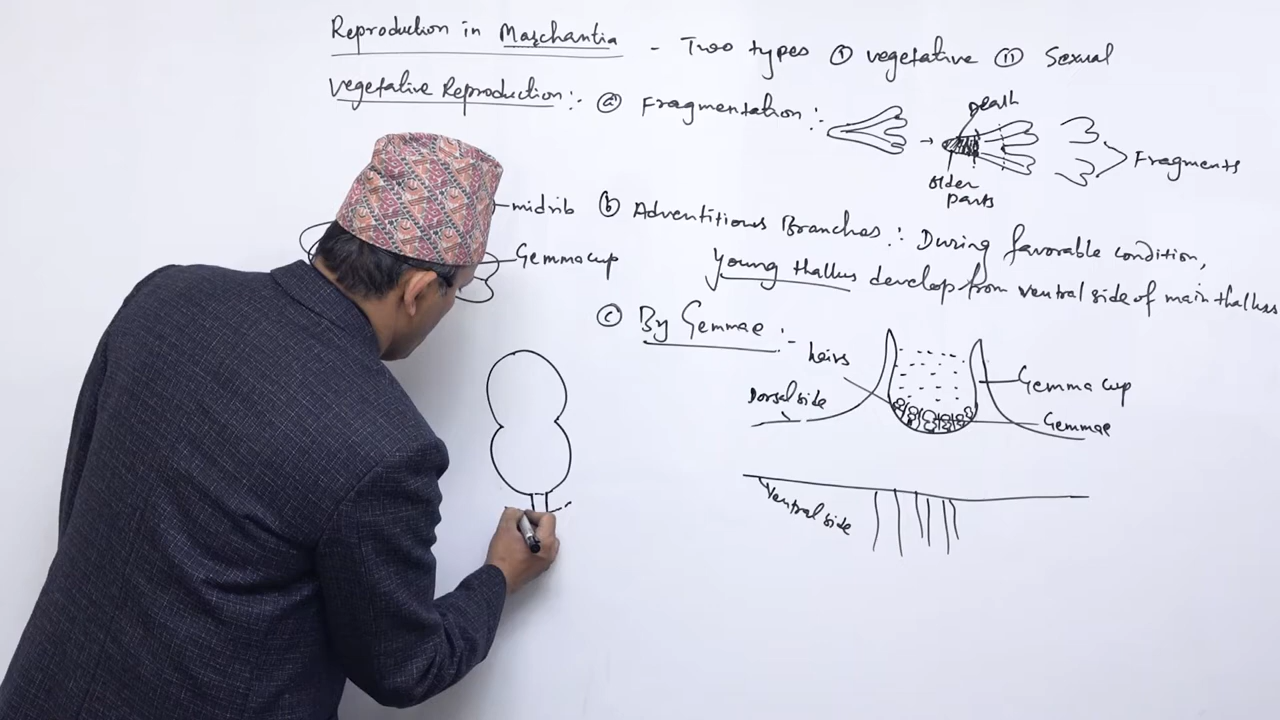 Reproduction in Marchantia - Two types (i) vegetative (ii) Sexual
Vegetative Reproduction:- (a) Fragmentation:-
Death
older
parts
Fragments
midrib
Gemma cup
(b) Adventitious Branches:- During favorable condition,
Young thallus develop from ventral side of main thallus
(c) By Gemmae:-
hairs
Dorsal side
Gemma cup
Gemmae
Ventral side